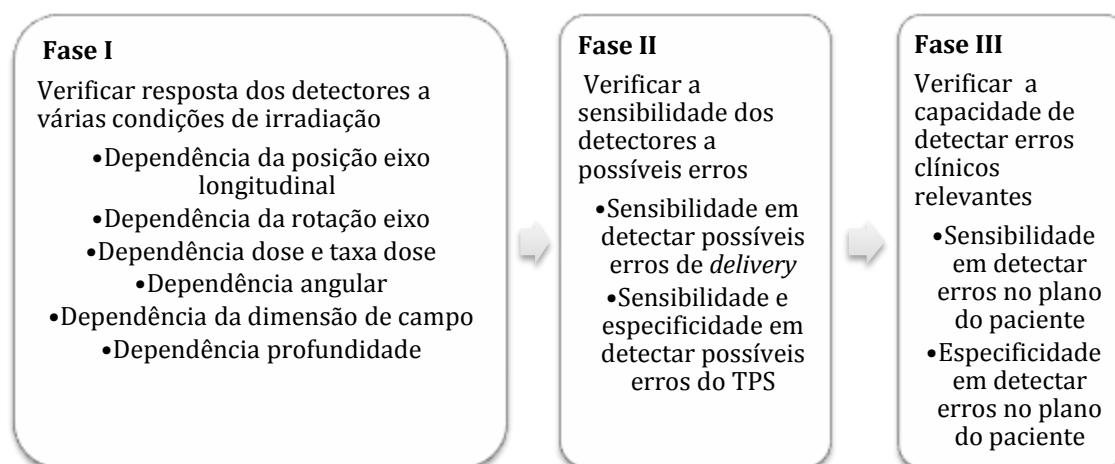 Fase I
Verificar resposta dos detectores a
várias condições de irradiação
•Dependência da posição eixo
longitudinal
•Dependência da rotação eixo
•Dependência dose e taxa dose
•Dependência angular
•Dependência da dimensão de campo
•Dependência profundidade
Fase II
Verificar a
sensibilidade dos
detectores a
possíveis erros
•Sensibilidade em
detectar possíveis
erros de delivery
•Sensibilidade e
especificidade em
detectar possíveis
erros do TPS
Fase III
Verificar a
capacidade de
detectar erros
clínicos
relevantes
•Sensibilidade
em detectar
erros no plano
do paciente
•Especificidade
em detectar
erros no plano
do paciente